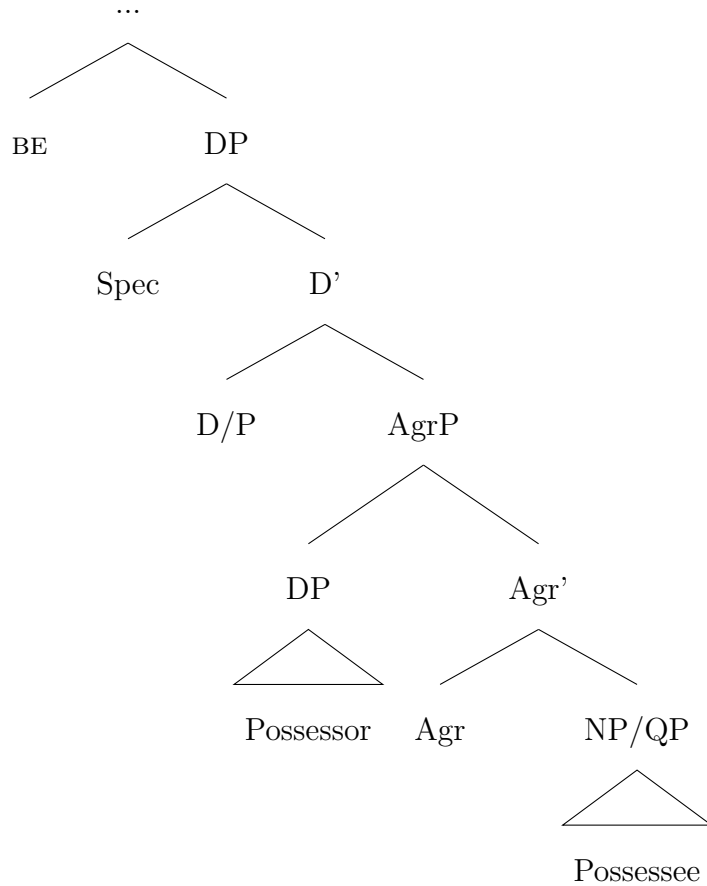 ...
BE DP
Spec D’
D/P AgrP
DP Agr’
Possessor Agr NP/QP
Possessee